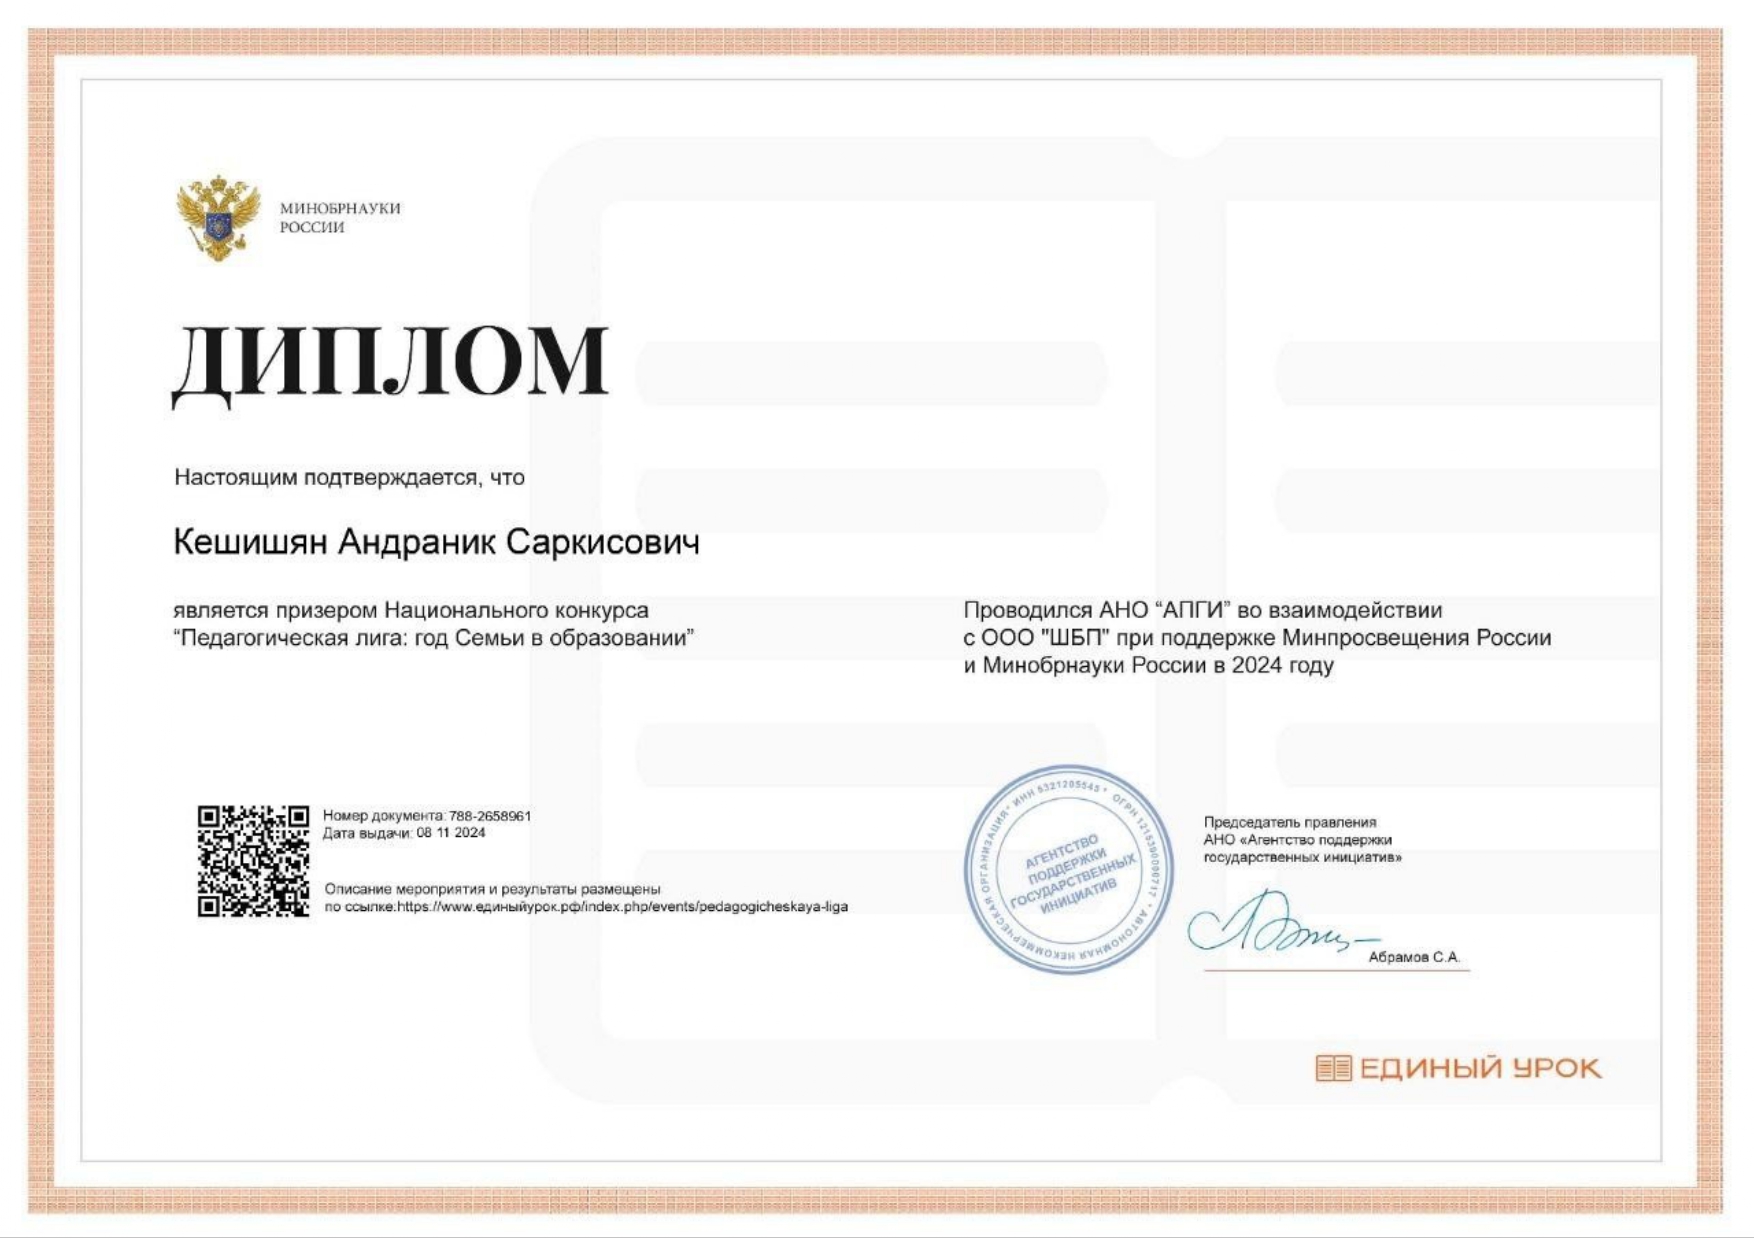 МИНОБРНАУКИ
РОССИИ
ДИПЛОМ
Настоящим подтверждается, что
Кешишян Андраник Саркисович
является призером Национального конкурса
“Педагогическая лига: год Семьи в образовании”
Проводился АНО “АПГИ” во взаимодействии
с ООО "ШБП" при поддержке Минпросвещения России
и Минобрнауки России в 2024 году
Номер документа: 788-2658961
Дата выдачи: 08 11 2024
Описание мероприятия и результаты размещены
по ссылке:https://www.единыйурок.рф/index.php/events/pedagogicheskaya-liga
АВТОНОМНАЯ НЕКОММЕРЧЕСКАЯ ОРГАНИЗАЦИЯ * ИНН 5321205545 * ОГРН
АГЕНТСТВО
ПОДДЕРЖКИ
ГОСУДАРСТВЕННЫХ
ИНИЦИАТИВ
Председатель правления
АНО «Агентство поддержки
государственных инициатив»
Абрамов С.А.
ЕДИНЫЙ УРОК